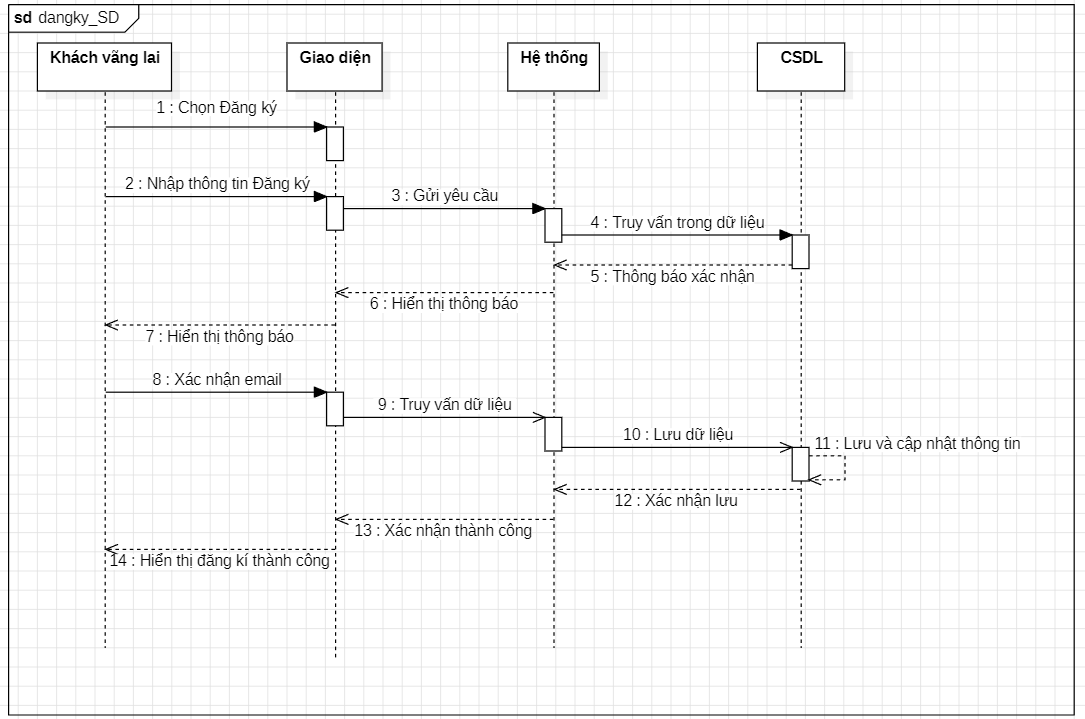 sd dangky_SD
Khách vãng lai
Giao diện
Hệ thống
CSDL
1 : Chọn Đăng ký
2 : Nhập thông tin Đăng ký
3 : Gửi yêu cầu
4 : Truy vấn trong dữ liệu
5 : Thông báo xác nhận
6 : Hiển thị thông báo
7 : Hiển thị thông báo
8 : Xác nhận email
9 : Truy vấn dữ liệu
10 : Lưu dữ liệu
11 : Lưu và cập nhật thông tin
12 : Xác nhận lưu
13 : Xác nhận thành công
14 : Hiển thị đăng kí thành công